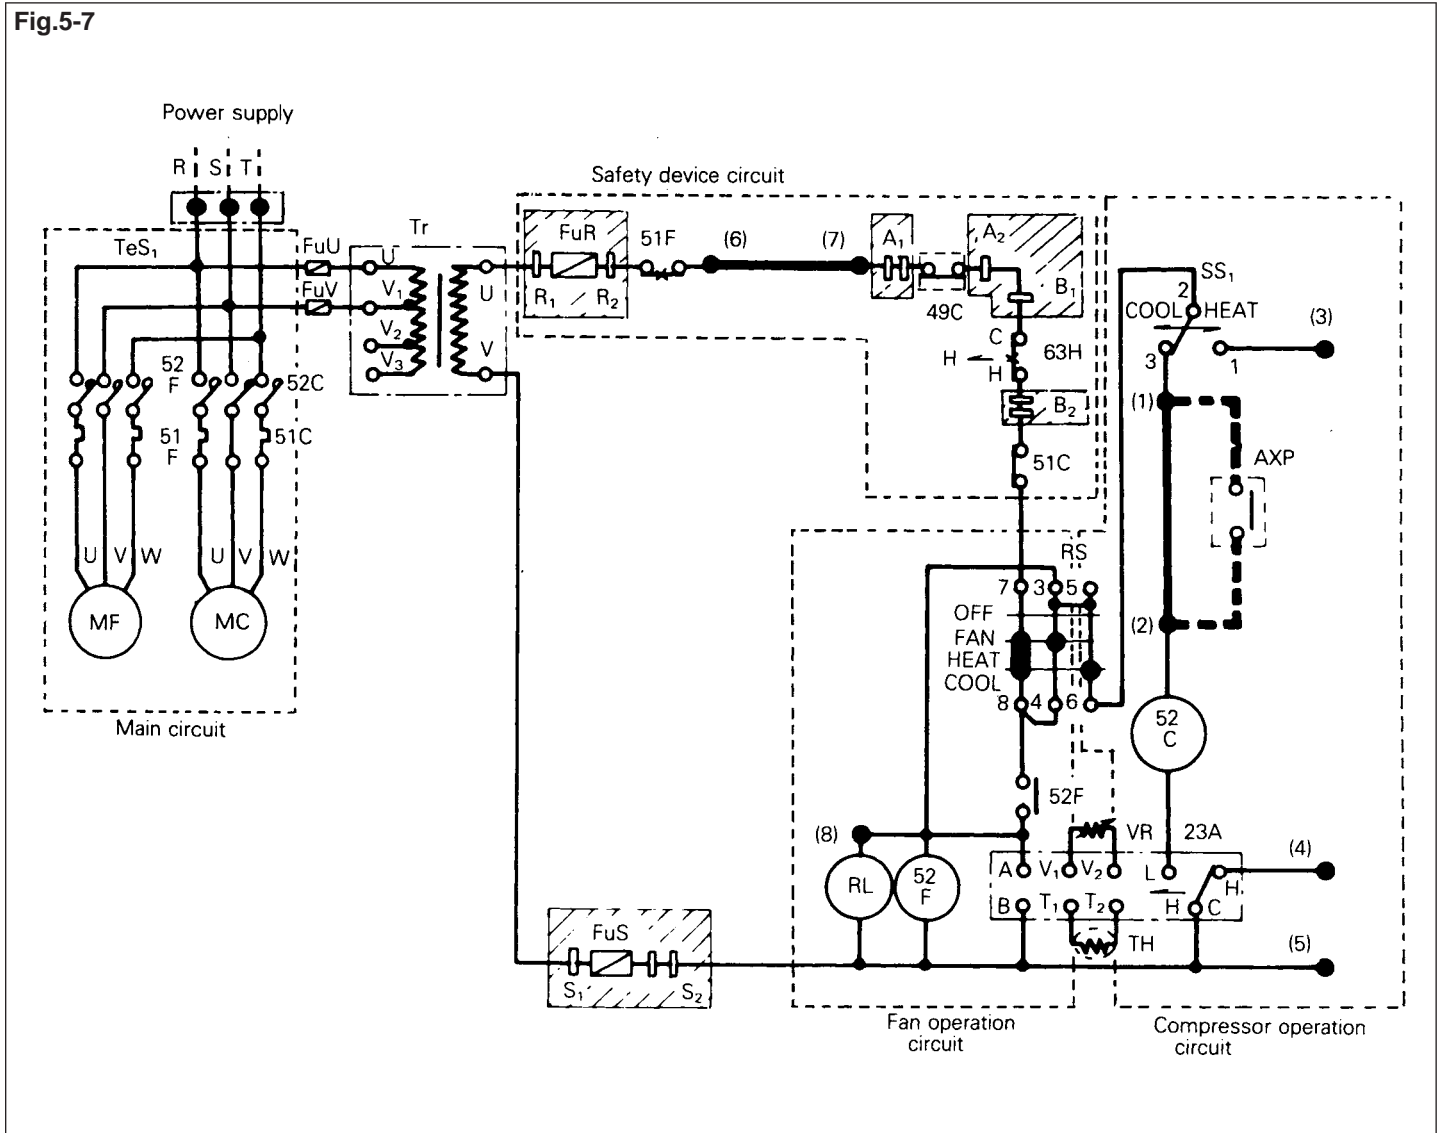 Fig.5-7
Power supply
R S T
Safety device circuit
TeS₁
FuU
FuV
Tr
U
V₁
V₂
V₃
U
V
FuR
R₁ R₂
51F
(6) (7)
A₁
49C
A₂
B₁
C
H
H
63H
B₂
51C
SS₁
2
COOL HEAT
3 1
(3)
(1)
AXP
(2)
52
F
52C
51
F
51C
U V W
U V W
MF
MC
Main circuit
RS
7 3 5
OFF
FAN
HEAT
COOL
8 4 6
52
C
52F
(8)
RL
52
F
VR
23A
A V₁ V₂ L
H
(4)
B T₁ T₂ H C
TH
(5)
FuS
S₁ S₂
Fan operation
circuit
Compressor operation
circuit